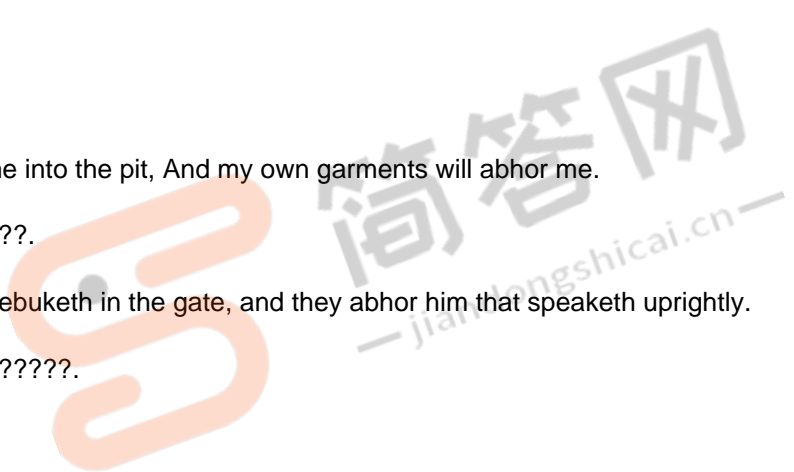 e into the pit, And my own garments will abhor me.
??.
ebuketh in the gate, and they abhor him that speaketh uprightly.
?????.
简答网
jiandongshicai.cn